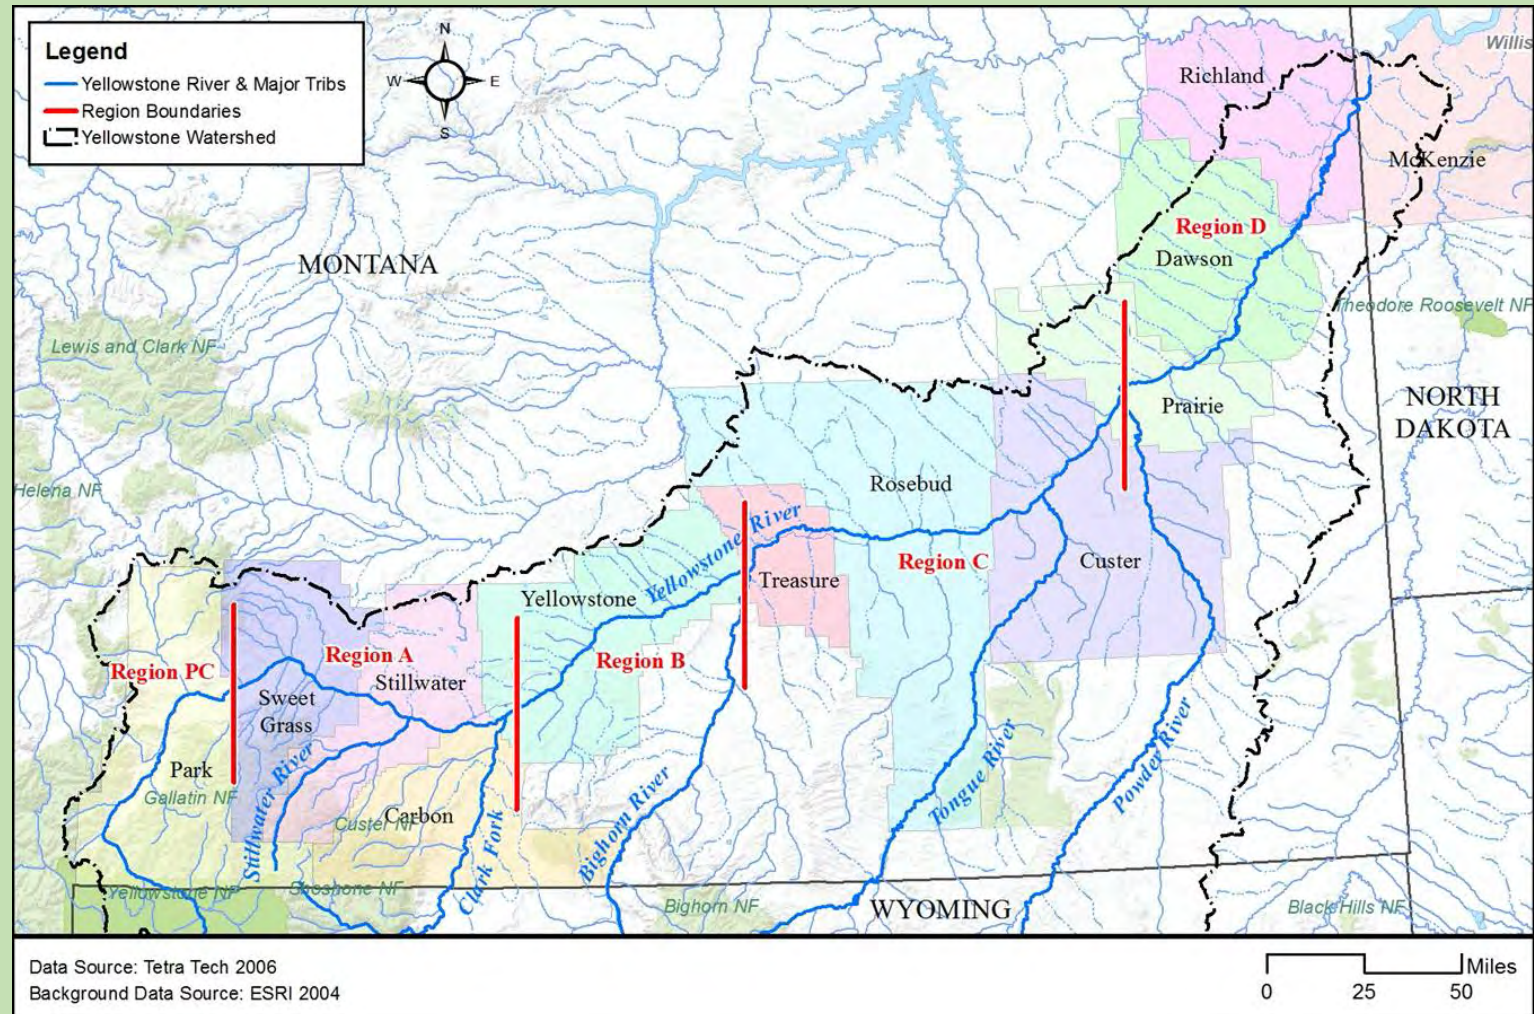 Legend
Yellowstone River & Major Tribs
Region Boundaries
Yellowstone Watershed
N
W
E
S
Richland
Willis
McKenzie
Region D
Dawson
MONTANA
Theodore Roosevelt NF
Lewis and Clark NF
Prairie
NORTH
DAKOTA
Helena NF
Rosebud
Yellowstone River
Region C
Custer
Treasure
Yellowstone
Region B
Region A
Stillwater
Region PC
Sweet
Grass
Park
Gallatin NF
Stillwater River
Custer NF
Carbon
Clark Fork
Bighorn River
Tongue River
Powder River
Yellowstone NP
Shoshone NF
Bighorn NF
WYOMING
Black Hills NF
Data Source: Tetra Tech 2006
Background Data Source: ESRI 2004
Miles
0
25
50